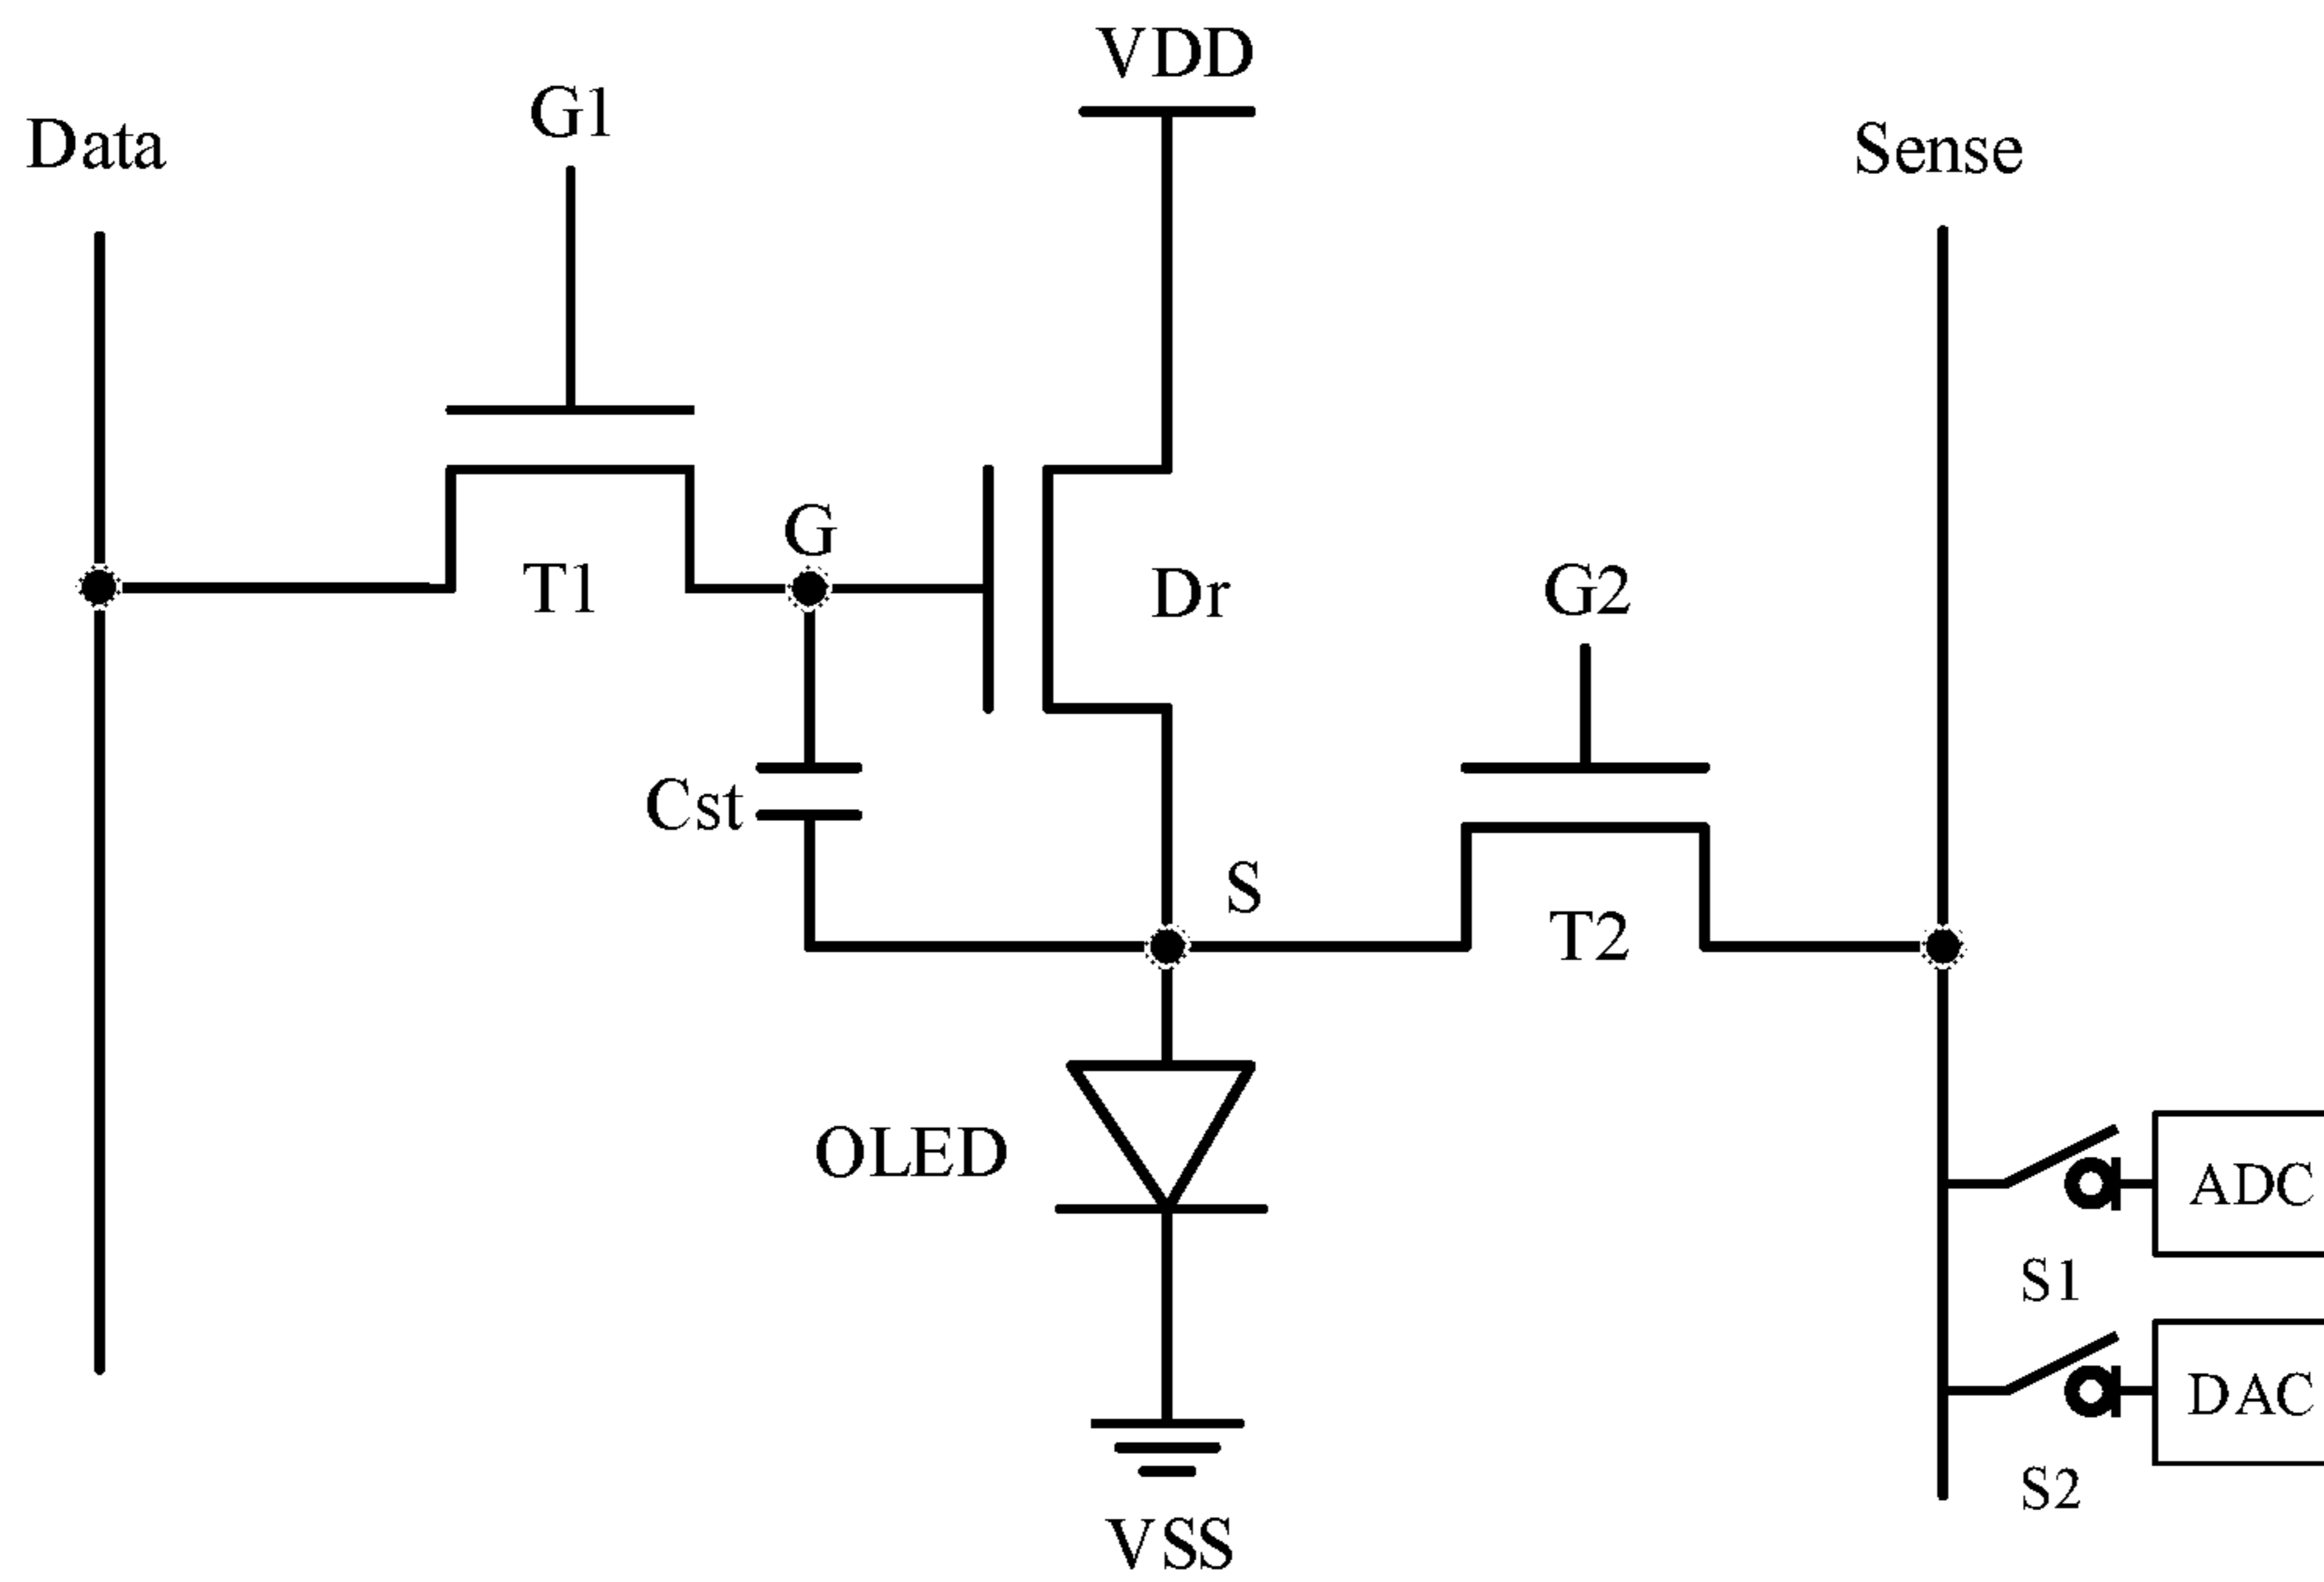 VDD
G1
Data
Sense
G
T1
Dr
G2
Cst
S
T2
OLED
ADC
S1
DAC
S2
VSS